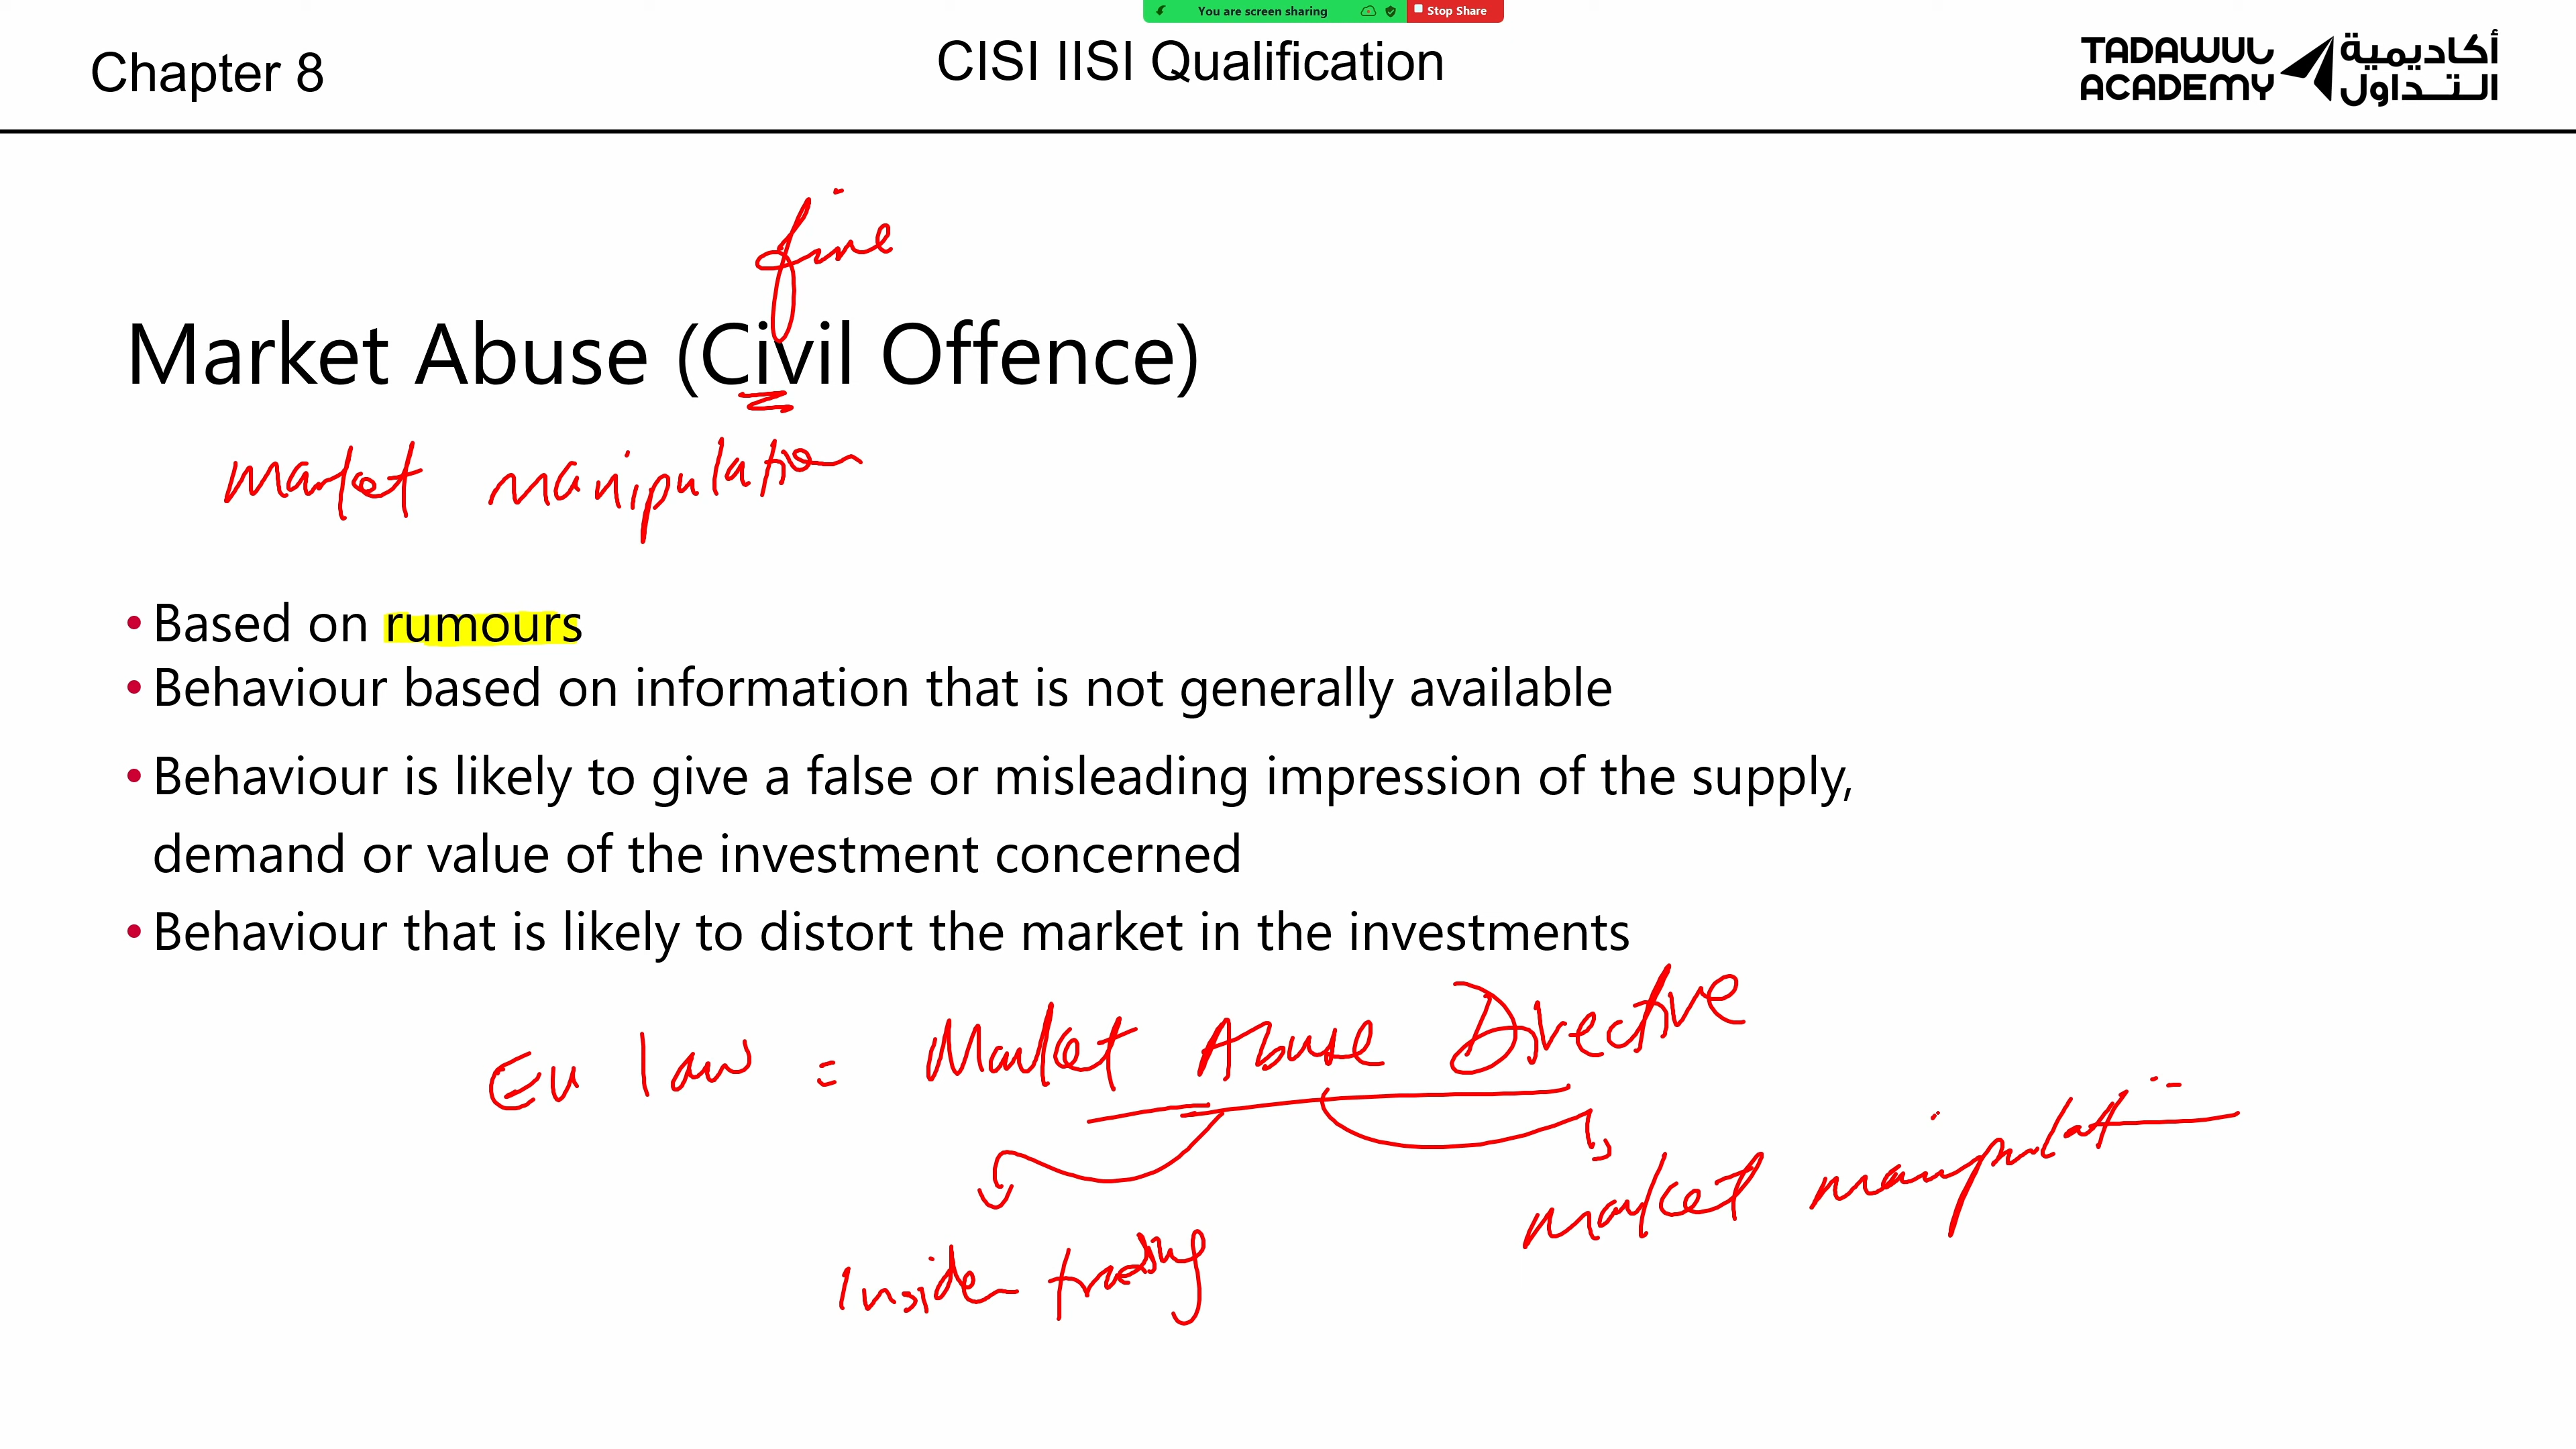 You are screen sharing Stop Share
Chapter 8
CISI IISI Qualification
TADAWUL أكاديمية
ACADEMY التداول
fine
Market Abuse (Civil Offence)
market manipulation
• Based on rumours
• Behaviour based on information that is not generally available
• Behaviour is likely to give a false or misleading impression of the supply,
demand or value of the investment concerned
• Behaviour that is likely to distort the market in the investments
EU law = Market Abuse Directive
market manipulation
Insider trading